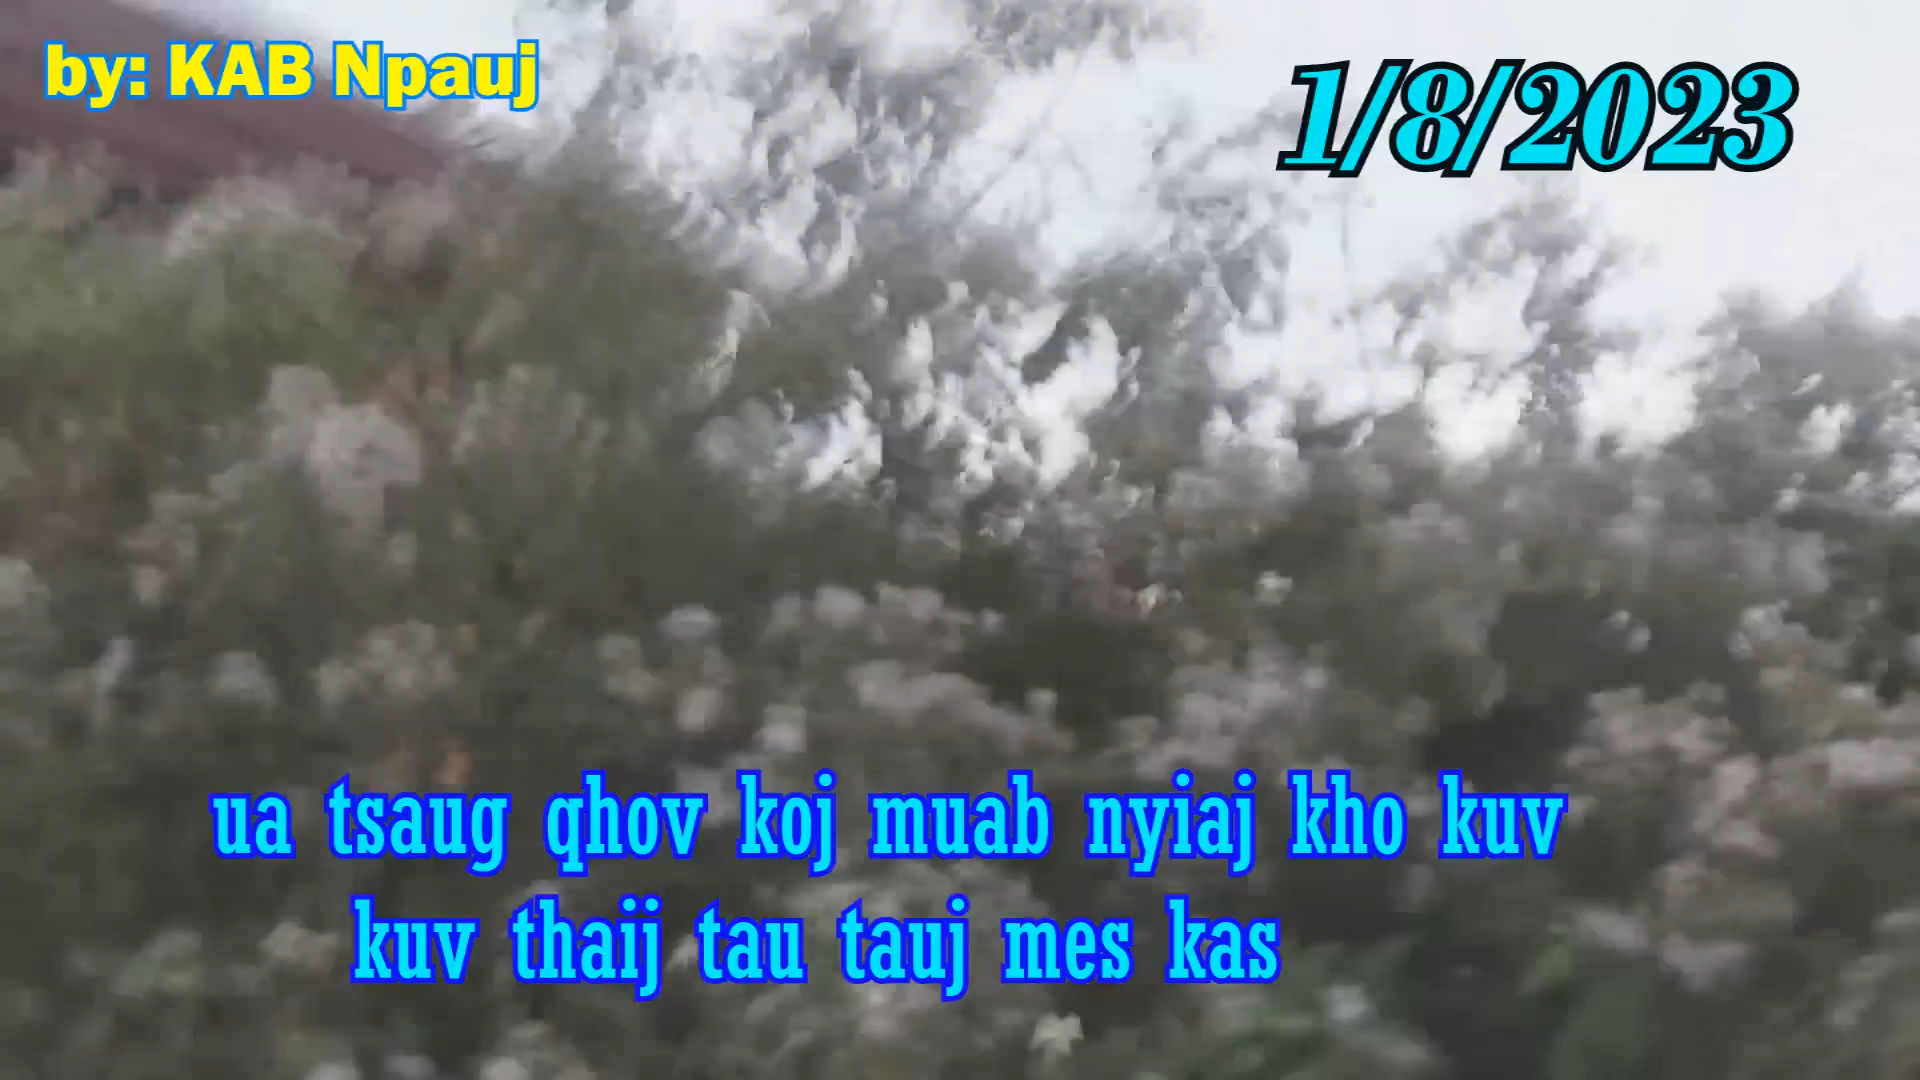 by: KAB Npauj
1/8/2023
ua tsaug qhov koj muab nyiaj kho kuv
kuv thaij tau tauj mes kas